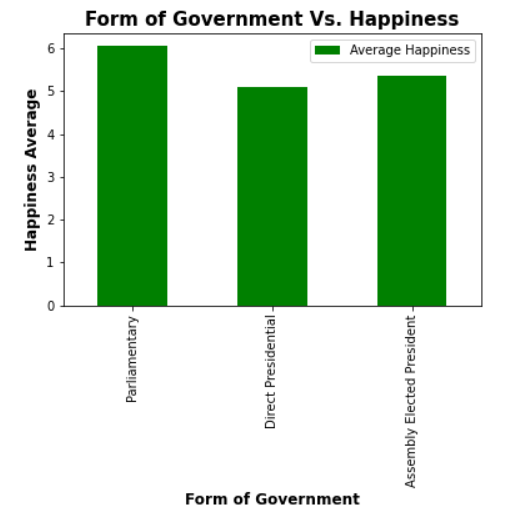 Form of Government Vs. Happiness
Average Happiness
Happiness Average
6
5
4
3
2
1
0
Parliamentary
Direct Presidential
Assembly Elected President
Form of Government